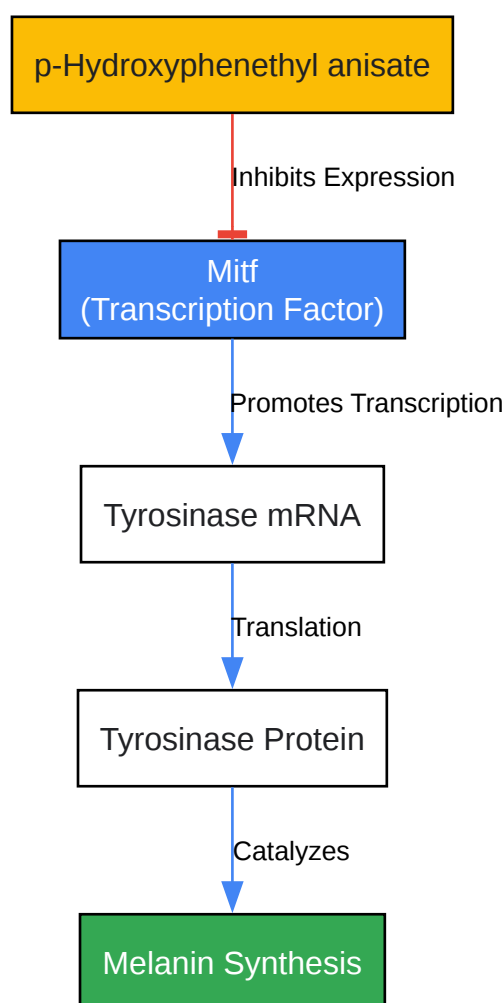 p-Hydroxyphenethyl anisate
Inhibits Expression
Mitf
(Transcription Factor)
Promotes Transcription
Tyrosinase mRNA
Translation
Tyrosinase Protein
Catalyzes
Melanin Synthesis